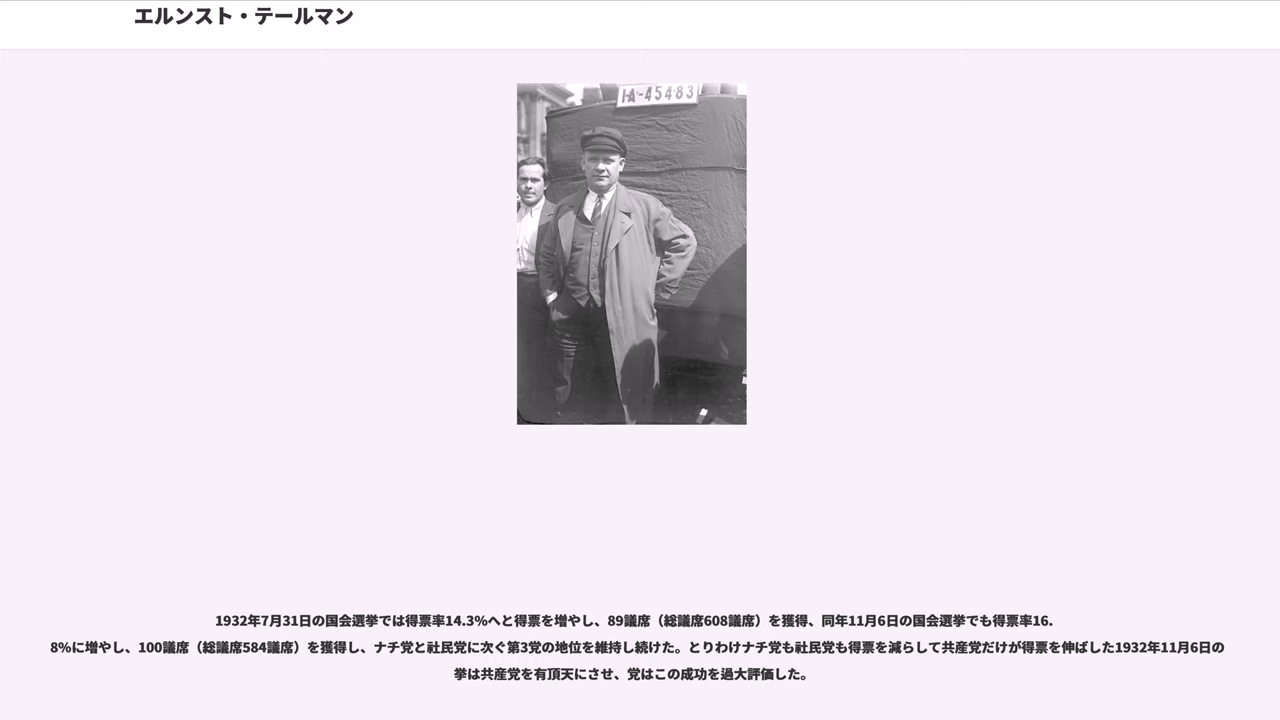 エルンスト・テールマン
IA-45483
1932年7月31日の国会選挙では得票率14.3%へと得票を増やし、89議席（総議席608議席）を獲得、同年11月6日の国会選挙でも得票率16.
8%に増やし、100議席（総議席584議席）を獲得し、ナチ党と社民党に次ぐ第3党の地位を維持し続けた。とりわけナチ党も社民党も得票を減らして共産党だけが得票を伸ばした1932年11月6日の
挙は共産党を有頂天にさせ、党はこの成功を過大評価した。